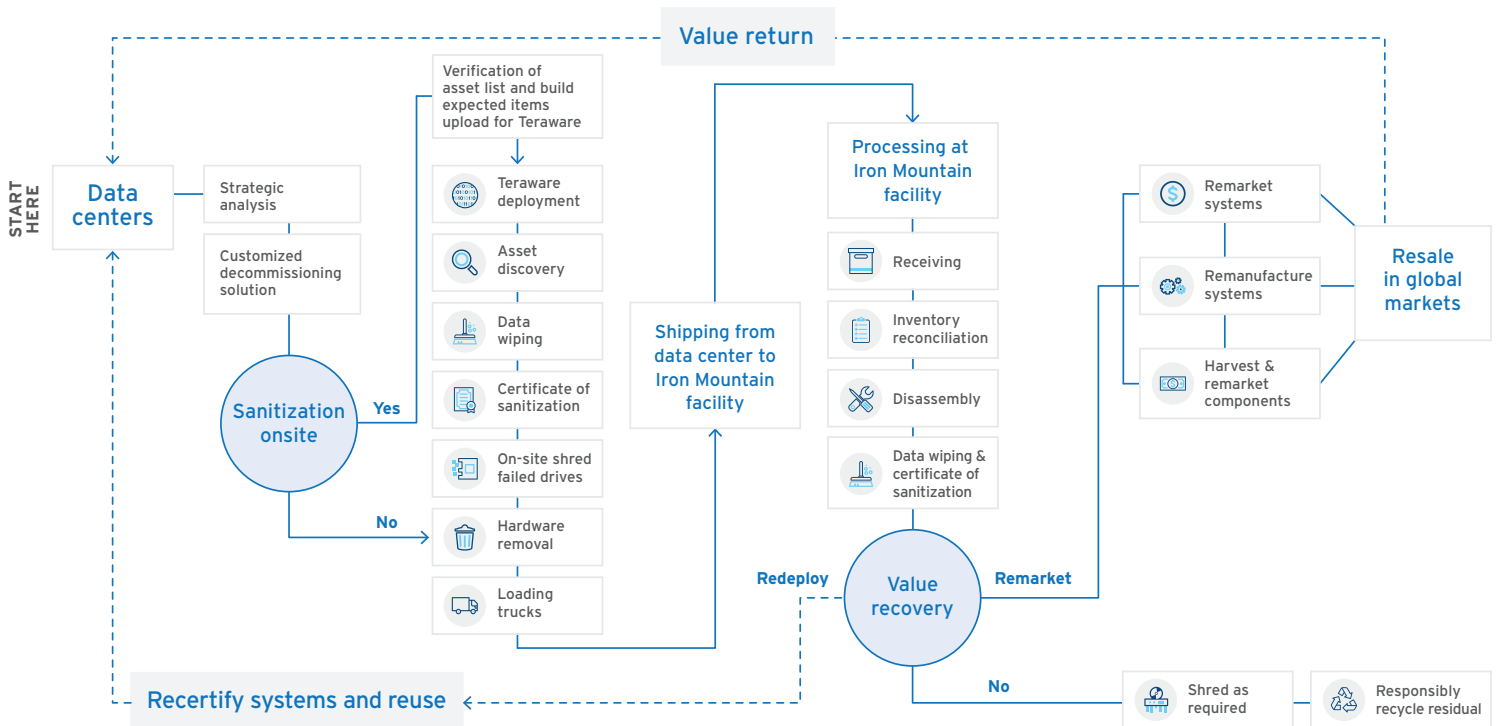 Value return
START
HERE
Data
centers
Strategic
analysis
Customized
decommissioning
solution
Sanitization
onsite
Yes
No
Verification of
asset list and build
expected items
upload for Teraware
Teraware
deployment
Asset
discovery
Data
wiping
Certificate of
sanitization
On-site shred
failed drives
Hardware
removal
Loading
trucks
Shipping from
data center to
Iron Mountain
facility
Processing at
Iron Mountain
facility
Receiving
Inventory
reconciliation
Disassembly
Data wiping &
certificate of
sanitization
Value
recovery
Redeploy
Remark​et
No
Recertify systems and reuse
Remarket
systems
Remanufacture
systems
Harvest &
remarket
components
Resale
in global
markets
Shred as
required
Responsibly
recycle residual